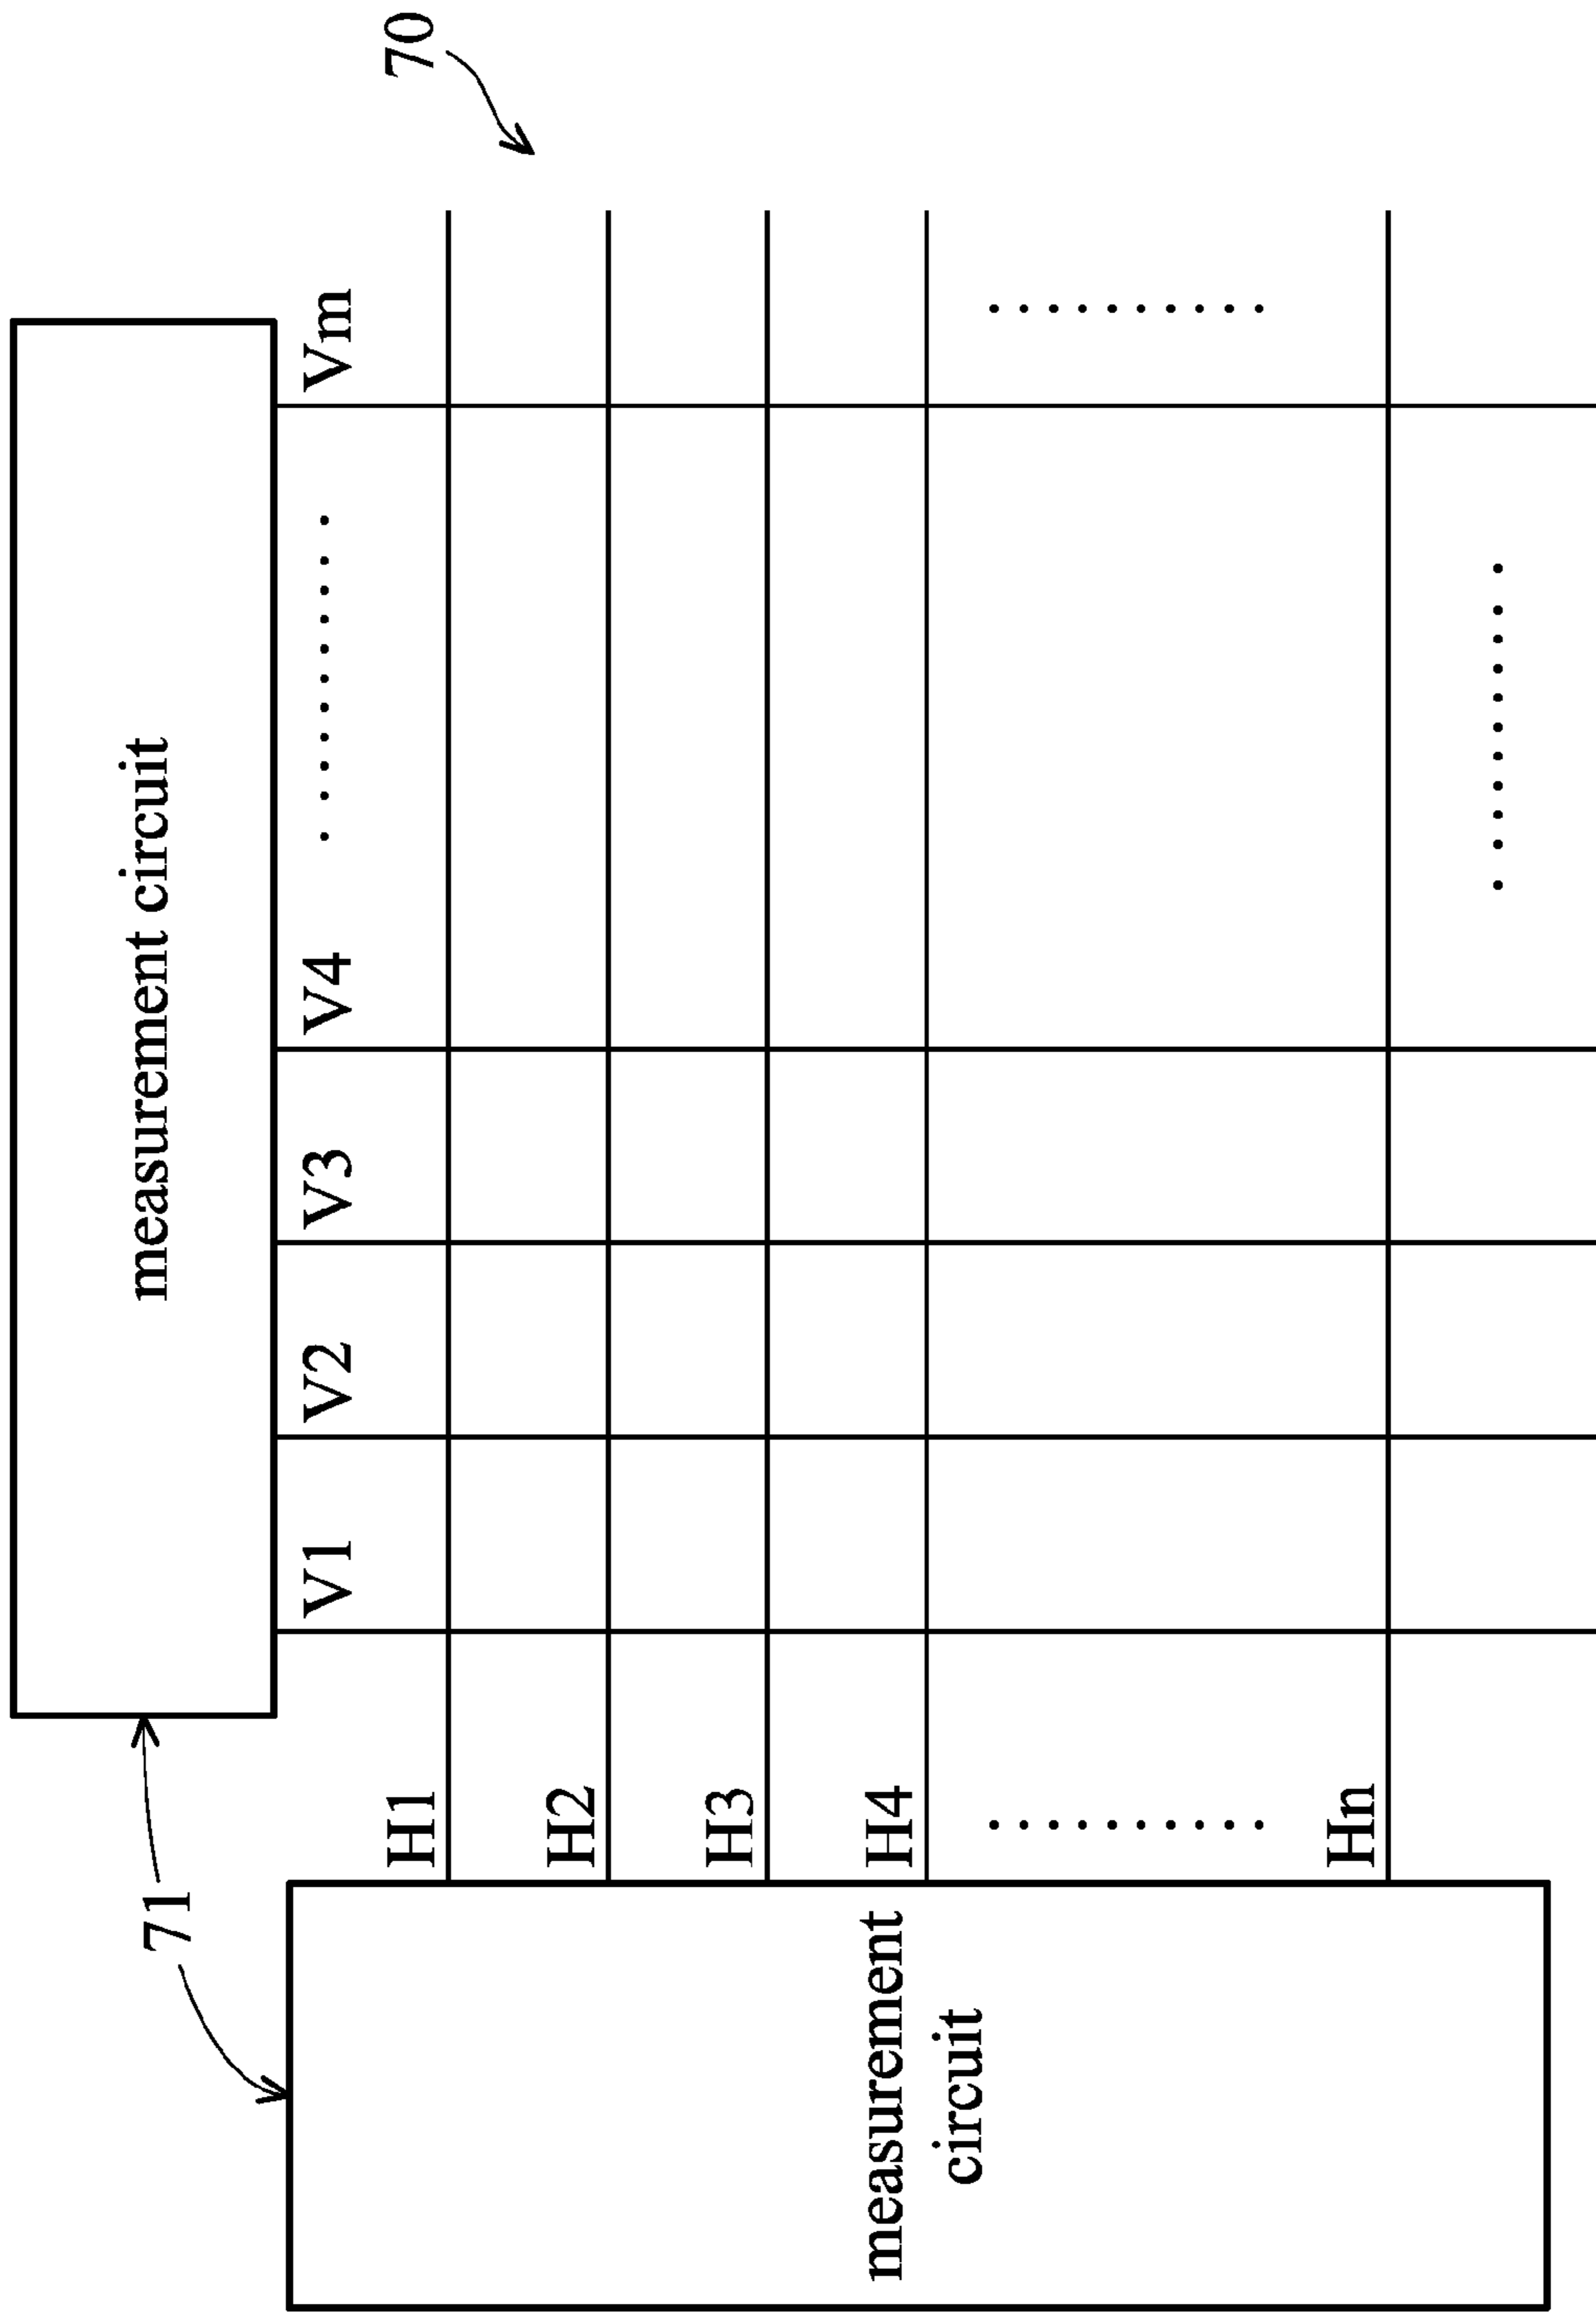 70
71
measurement circuit
V1 V2 V3 V4 .......... Vm
H1
H2
H3
H4
..........
Hn
measurement
circuit